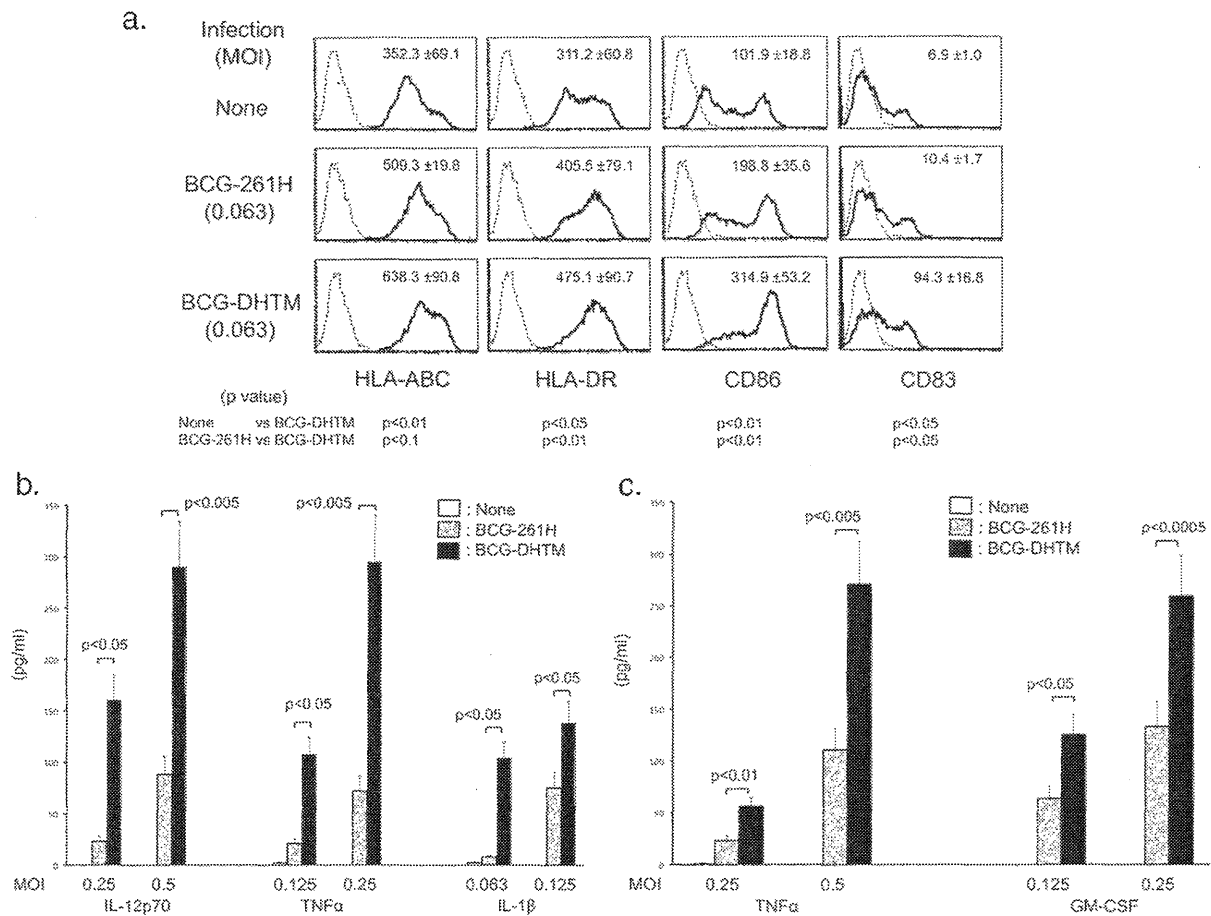 a.
Infection
(MOI)
None
352.3 ±69.1
311.2 ±60.8
101.9 ±18.8
6.9 ±1.0
BCG-261H
(0.063)
509.3 ±19.8
405.5 ±79.1
198.8 ±35.6
10.4 ±1.7
BCG-DHTM
(0.063)
638.3 ±90.8
475.1 ±90.7
314.9 ±53.2
94.3 ±16.8
HLA-ABC HLA-DR CD86 CD83
(p value)
None vs BCG-DHTM p<0.01 p<0.05 p<0.01 p<0.05
BCG-261H vs BCG-DHTM p<0.1 p<0.01 p<0.01 p<0.05
b.
p<0.005
p<0.005
: None
: BCG-261H
: BCG-DHTM
p<0.05
p<0.05
p<0.05
p<0.05
(pg/ml)
MOI 0.25 0.5 0.125 0.25 0.063 0.125
IL-12p70 TNFα IL-1β
c.
: None
: BCG-261H
: BCG-DHTM
p<0.005
p<0.0005
p<0.05
p<0.01
(pg/ml)
MOI 0.25 0.5 0.125 0.25
TNFα GM-CSF